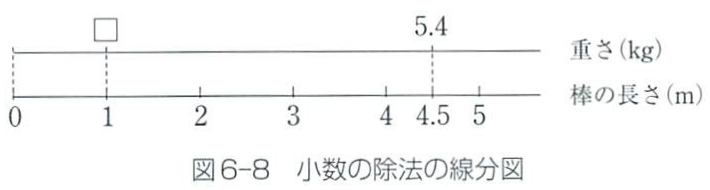 □ 5.4
重さ(kg)
0 1 2 3 4 4.5 5
棒の長さ(m)
図6-8 小数の除法の線分図